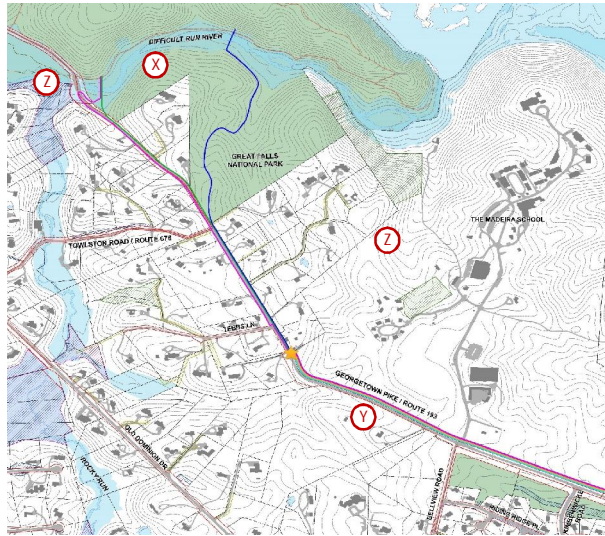 DIFFICULT RUN RIVER
X
Z
GREAT FALLS
NATIONAL PARK
THE MADEIRA SCHOOL
Z
TOWLSTON ROAD / ROUTE 676
GEORGETOWN PIKE / ROUTE 193
Y
OLD DOMINION DR.
ROCKY RUN
BELLVIEW ROAD